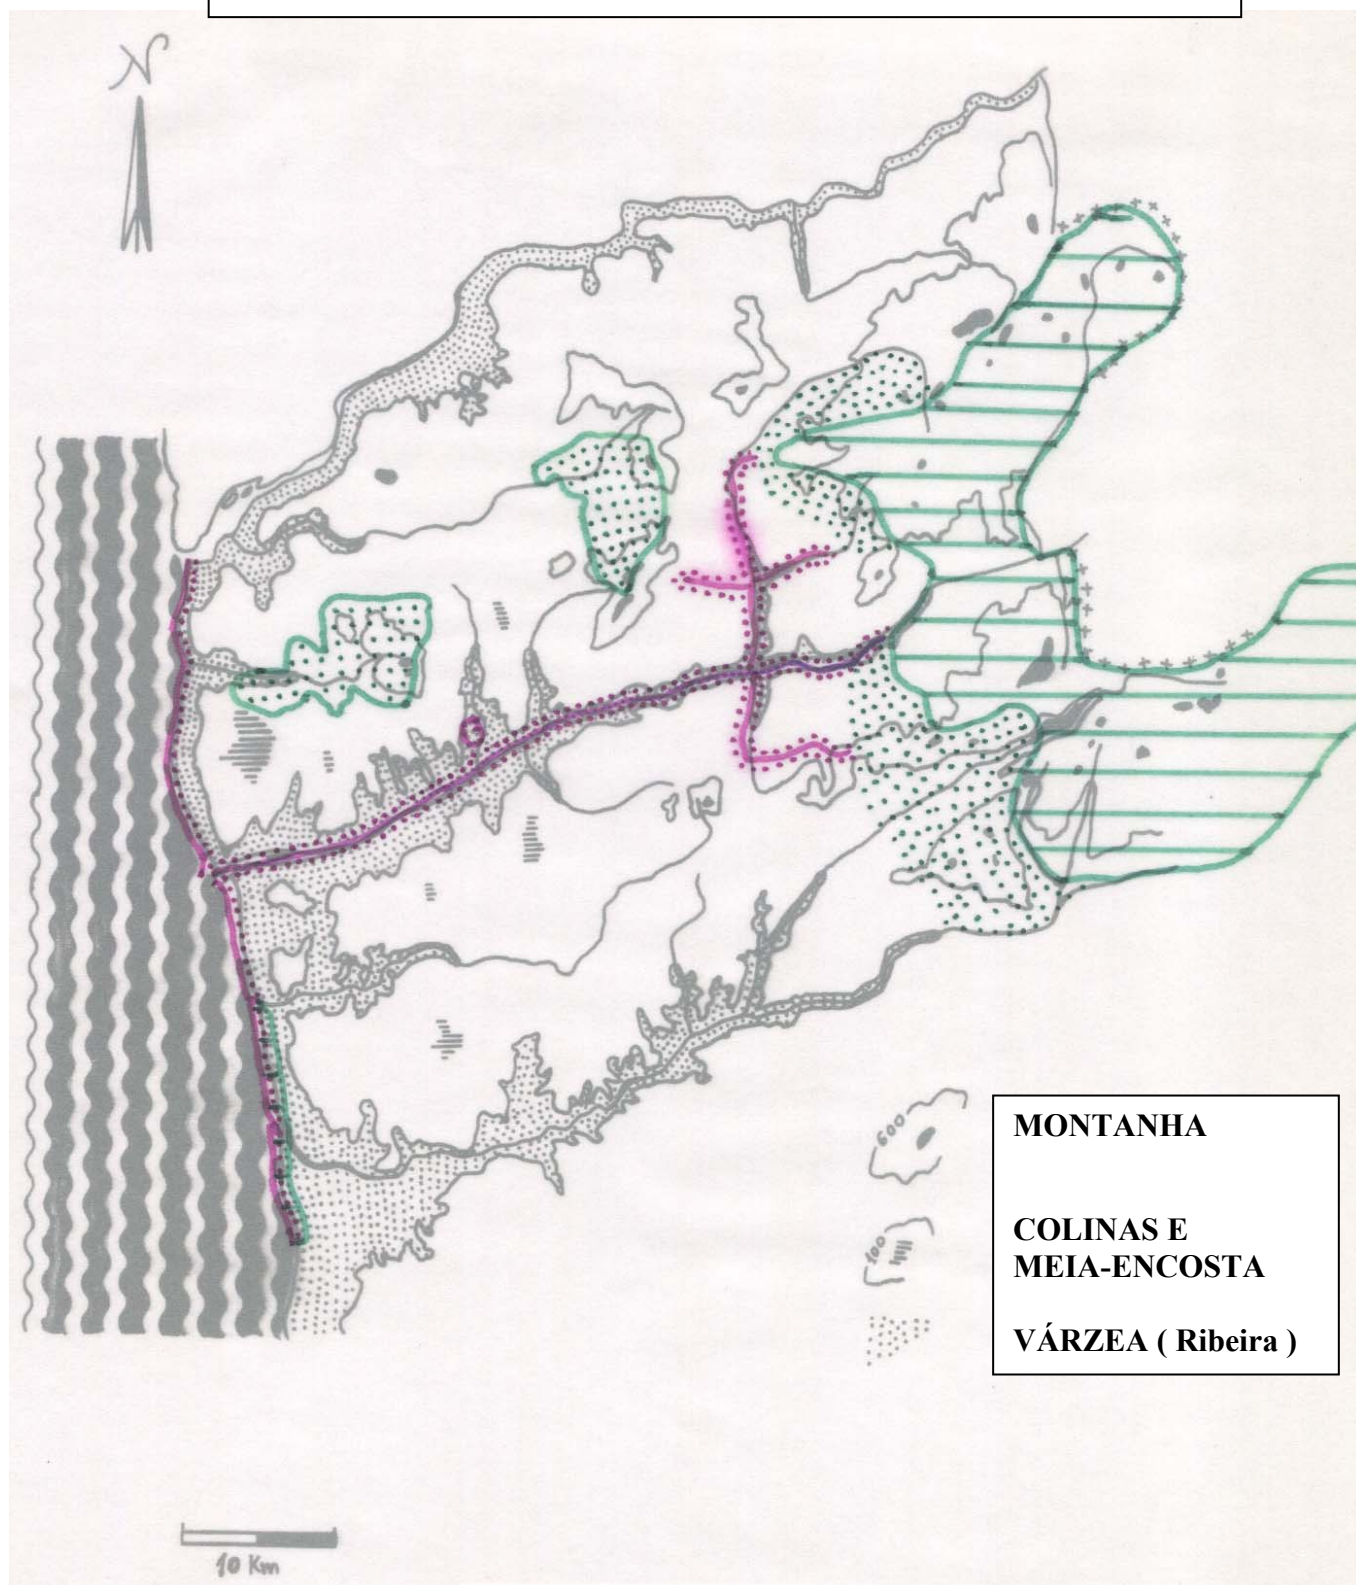 N
600
MONTANHA
100
COLINAS E
MEIA-ENCOSTA
VÁRZEA ( Ribeira )
10 Km